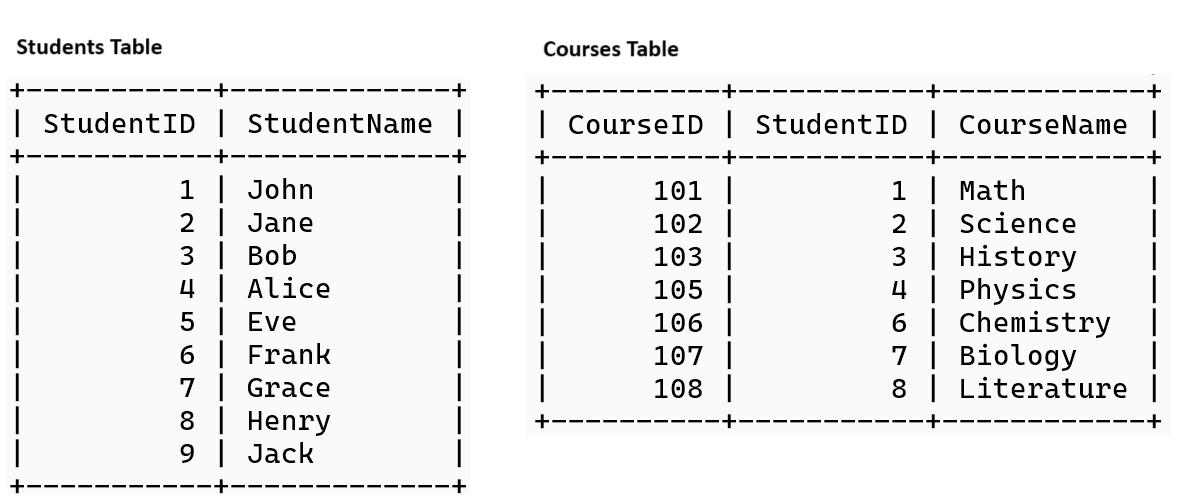 Students Table
+------------+--------------+
| StudentID | StudentName |
+------------+--------------+
| 1 | John |
| 2 | Jane |
| 3 | Bob |
| 4 | Alice |
| 5 | Eve |
| 6 | Frank |
| 7 | Grace |
| 8 | Henry |
| 9 | Jack |
+------------+--------------+
Courses Table
+-----------+------------+-------------+
| CourseID | StudentID | CourseName |
+-----------+------------+-------------+
| 101 | 1 | Math |
| 102 | 2 | Science |
| 103 | 3 | History |
| 105 | 4 | Physics |
| 106 | 6 | Chemistry |
| 107 | 7 | Biology |
| 108 | 8 | Literature |
+-----------+------------+-------------+